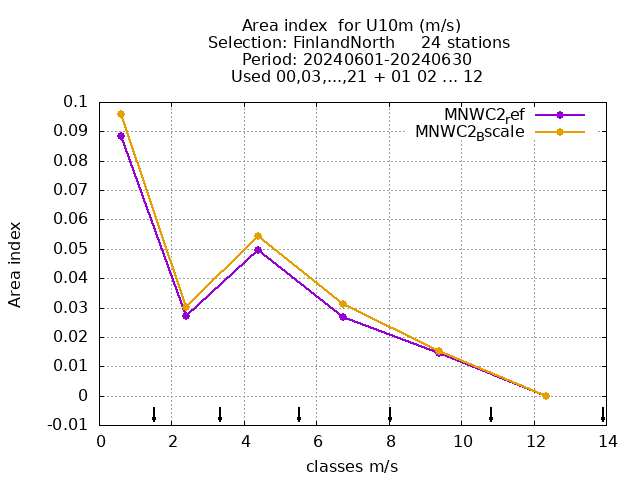 Area index  for U10m (m/s)
Selection: FinlandNorth     24 stations
Period: 20240601-20240630
Used 00,03,...,21 + 01 02 ... 12
MNWC2ref
MNWC2Bscale
0.1
0.09
0.08
0.07
0.06
0.05
0.04
0.03
0.02
0.01
0
-0.01
Area index
0 2 4 6 8 10 12 14
classes m/s